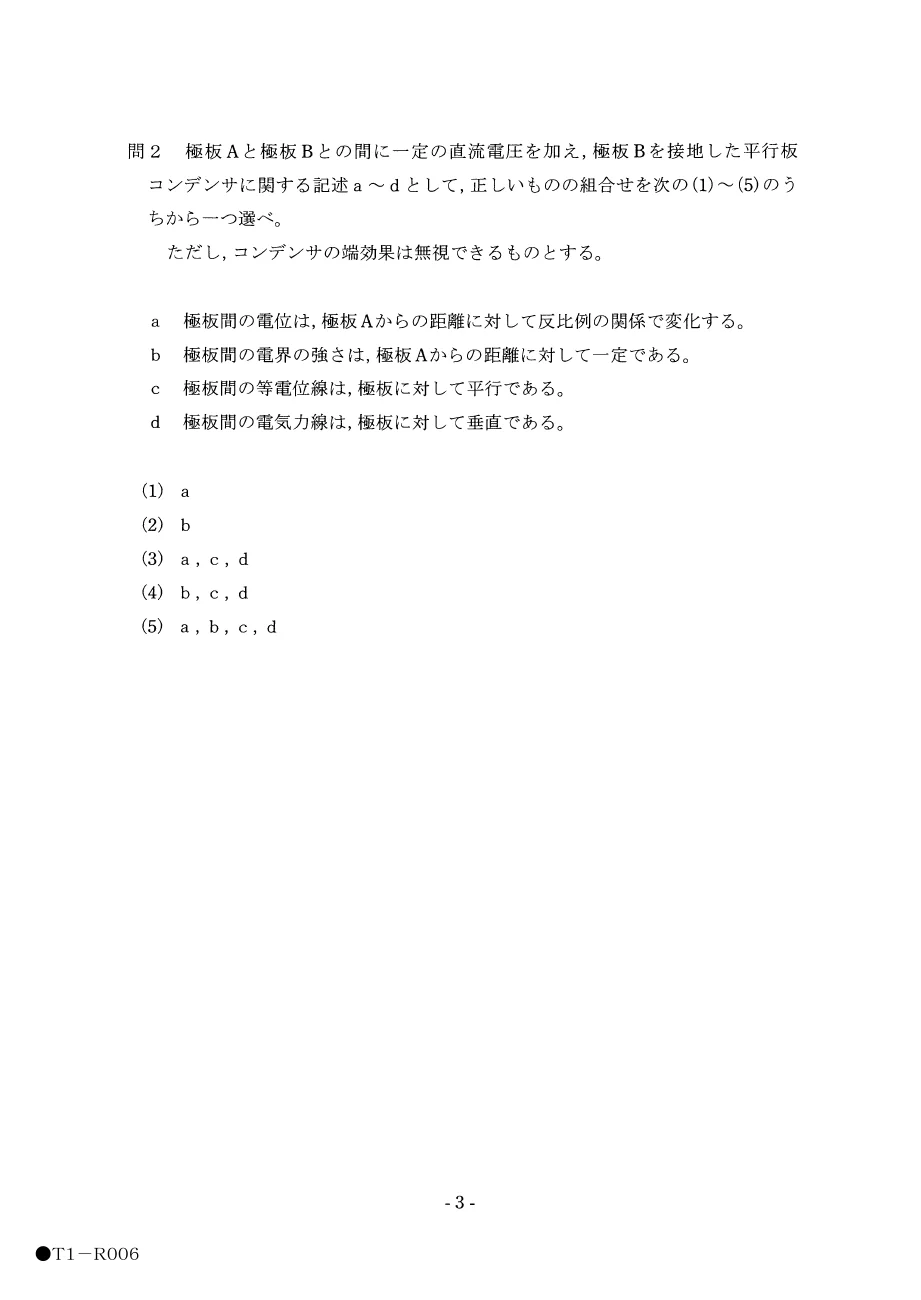 問２　極板Ａと極板Ｂとの間に一定の直流電圧を加え，極板Ｂを接地した平行板
コンデンサに関する記述ａ～ｄとして，正しいものの組合せを次の(1)～(5)のう
ちから一つ選べ。
ただし，コンデンサの端効果は無視できるものとする。
ａ　極板間の電位は，極板Ａからの距離に対して反比例の関係で変化する。
ｂ　極板間の電界の強さは，極板Ａからの距離に対して一定である。
ｃ　極板間の等電位線は，極板に対して平行である。
ｄ　極板間の電気力線は，極板に対して垂直である。
(1)　ａ
(2)　ｂ
(3)　ａ，ｃ，ｄ
(4)　ｂ，ｃ，ｄ
(5)　ａ，ｂ，ｃ，ｄ
- 3 -
●T1－R006